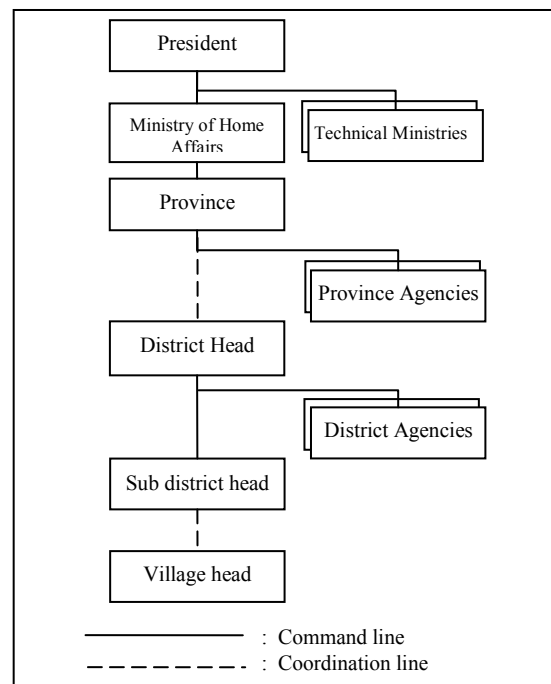 President
Ministry of Home
Affairs
Technical Ministries
Province
Province Agencies
District Head
District Agencies
Sub district head
Village head
: Command line
: Coordination line